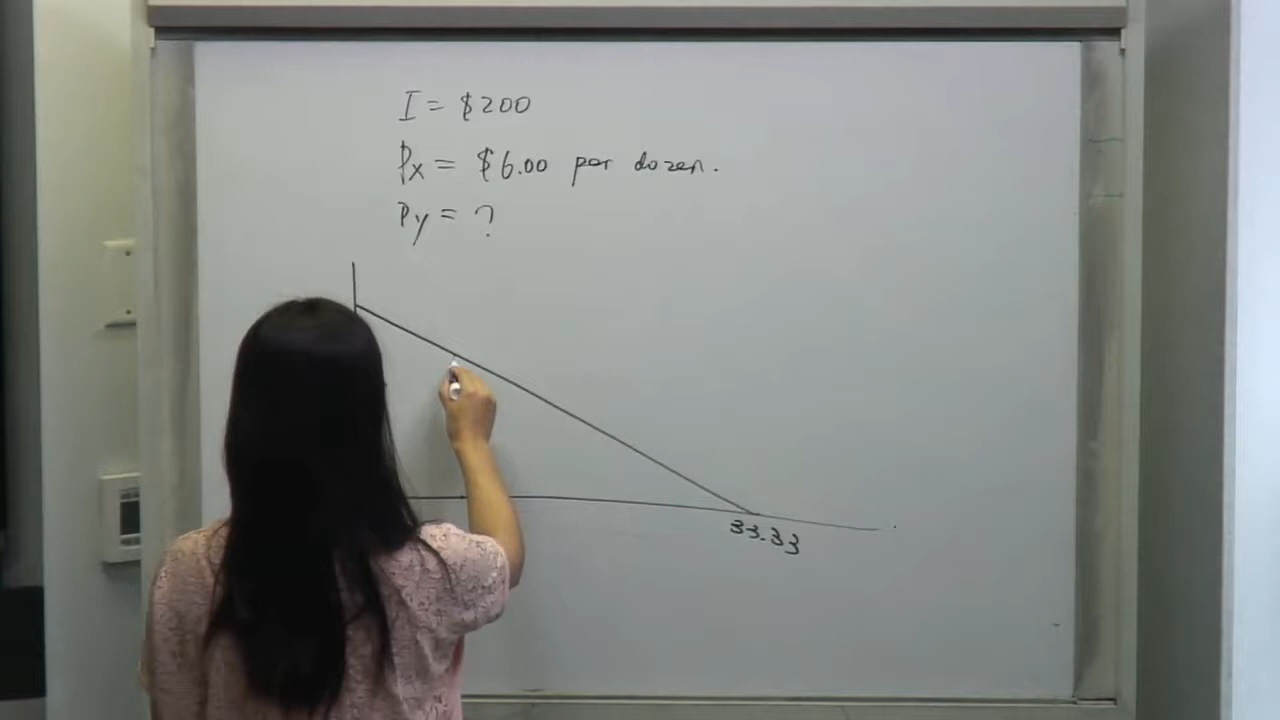 I = $200
Px = $6.00 per dozen.
Py = ?
33.33